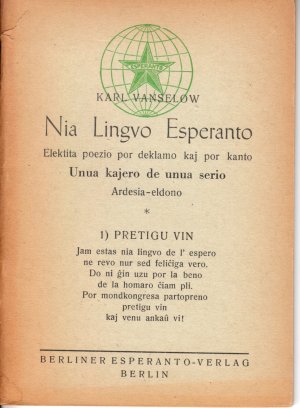 ESPERANTO
KARL VANSELOW
Nia Lingvo Esperanto
Elektita poezio por deklamo kaj por kanto
Unua kajero de unua serio
Ardesia-eldono
*
1) PRETIGU VIN
Jam estas nia lingvo de l' espero
ne revo nur sed feliĉiga vero.
Do ni ĝin uzu por la beno
de la homaro ĉiam pli.
Por mondkongresa partopreno
pretigu vin
kaj venu ankaŭ vi!
BERLINER ESPERANTO-VERLAG
BERLIN